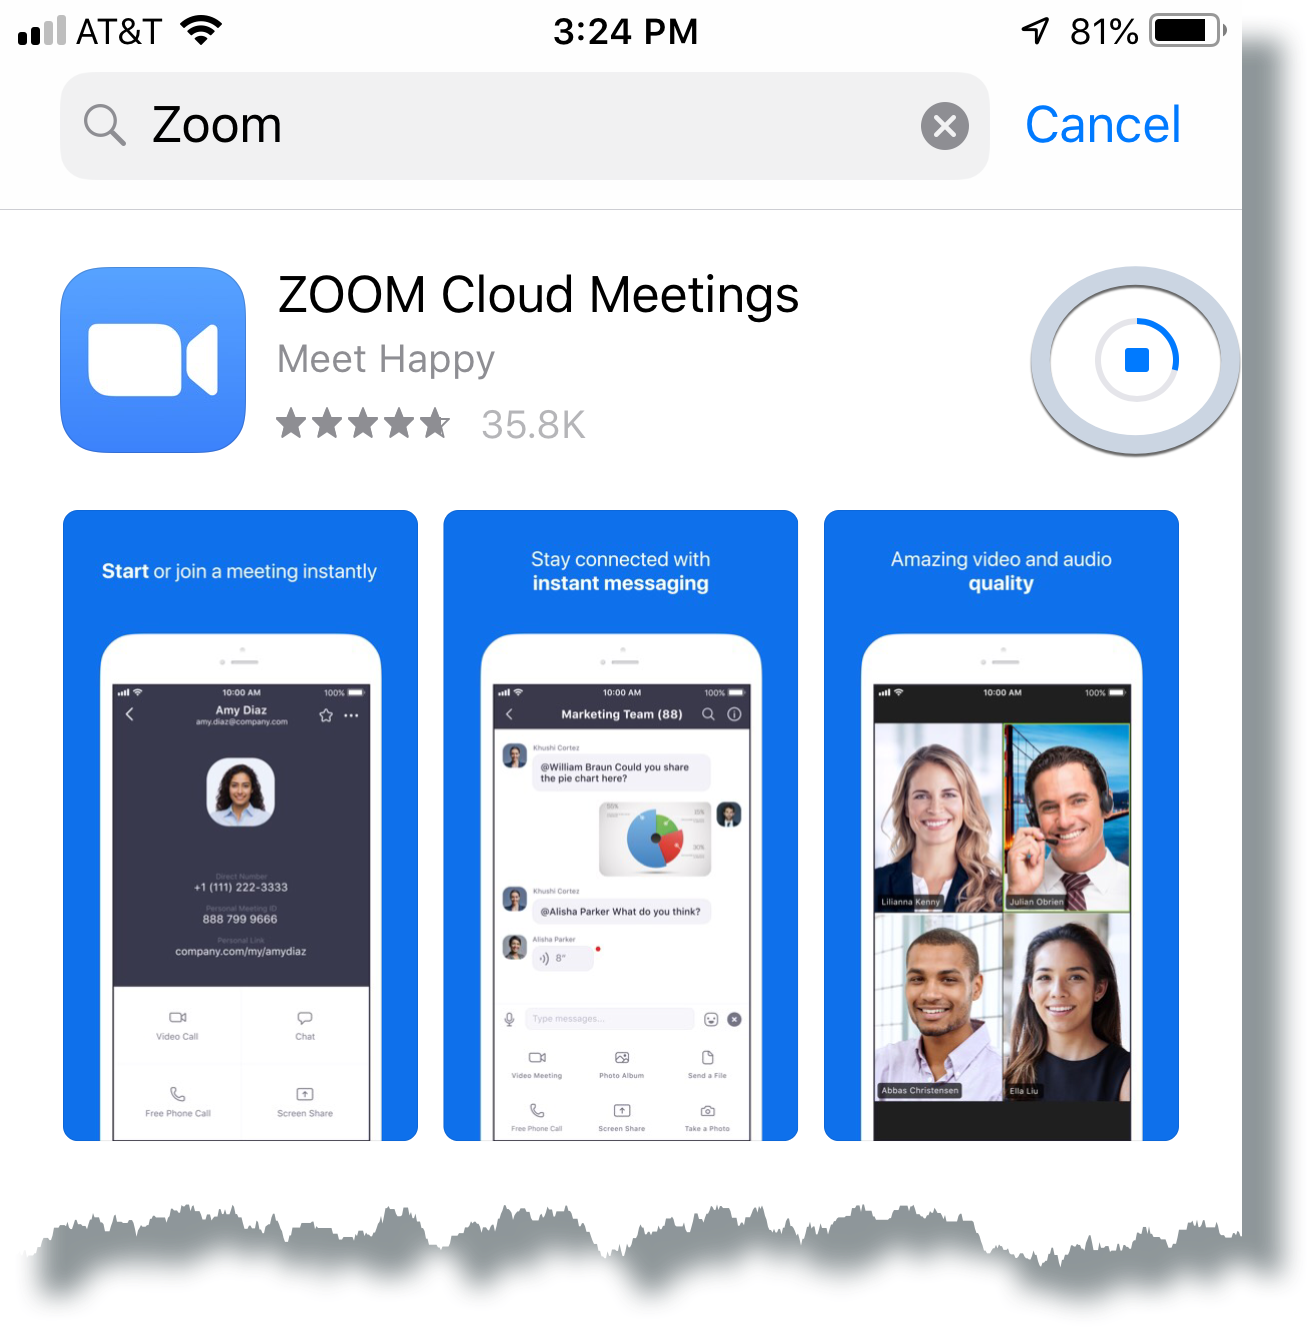 AT&T 3:24 PM 81%
Zoom Cancel
ZOOM Cloud Meetings
Meet Happy
35.8K
Start or join a meeting instantly
10:00 AM 100%
Amy Diaz
amy.diaz@company.com
Direct Number
+1 (111) 222-3333
Personal Meeting ID
888 799 9666
Personal Link
company.com/my/amydiaz
Video Call Chat
Free Phone Call Screen Share
Stay connected with
instant messaging
10:00 AM 100%
Marketing Team (88)
Khushi Cortez
@William Braun Could you share
the pie chart here?
Khushi Cortez
@Alisha Parker What do you think?
Alisha Parker
8"
Type messages...
Video Meeting Photo Album Send a File
Free Phone Call Screen Share Take a Photo
Amazing video and audio
quality
10:00 AM 100%
Lilianna Kenny Julian Obrien
Abbas Christensen Ella Liu